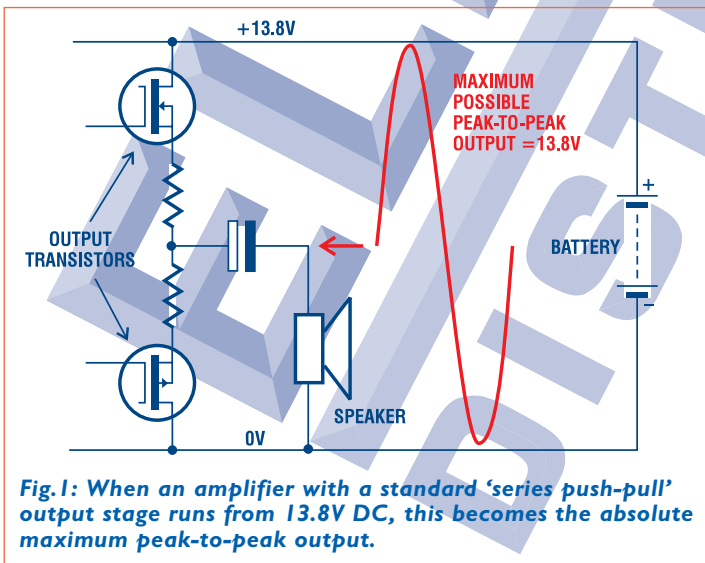 +13.8V
MAXIMUM
POSSIBLE
PEAK-TO-PEAK
OUTPUT =13.8V
+
OUTPUT
TRANSISTORS
BATTERY
–
SPEAKER
0V
Fig.1: When an amplifier with a standard ‘series push-pull’
output stage runs from 13.8V DC, this becomes the absolute
maximum peak-to-peak output.